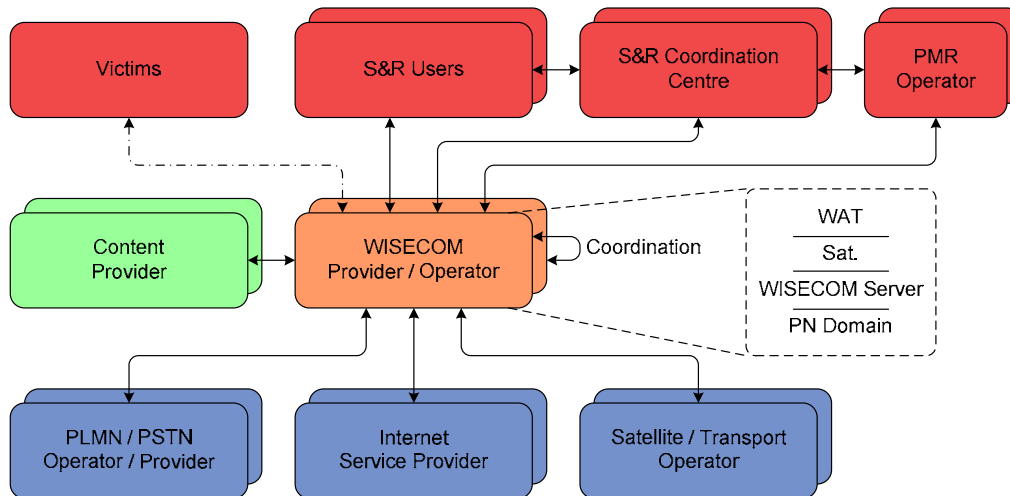 Victims
S&R Users
S&R Coordination
Centre
PMR
Operator
Content
Provider
WISECOM
Provider / Operator
Coordination
WAT
Sat.
WISECOM Server
PN Domain
PLMN / PSTN
Operator / Provider
Internet
Service Provider
Satellite / Transport
Operator